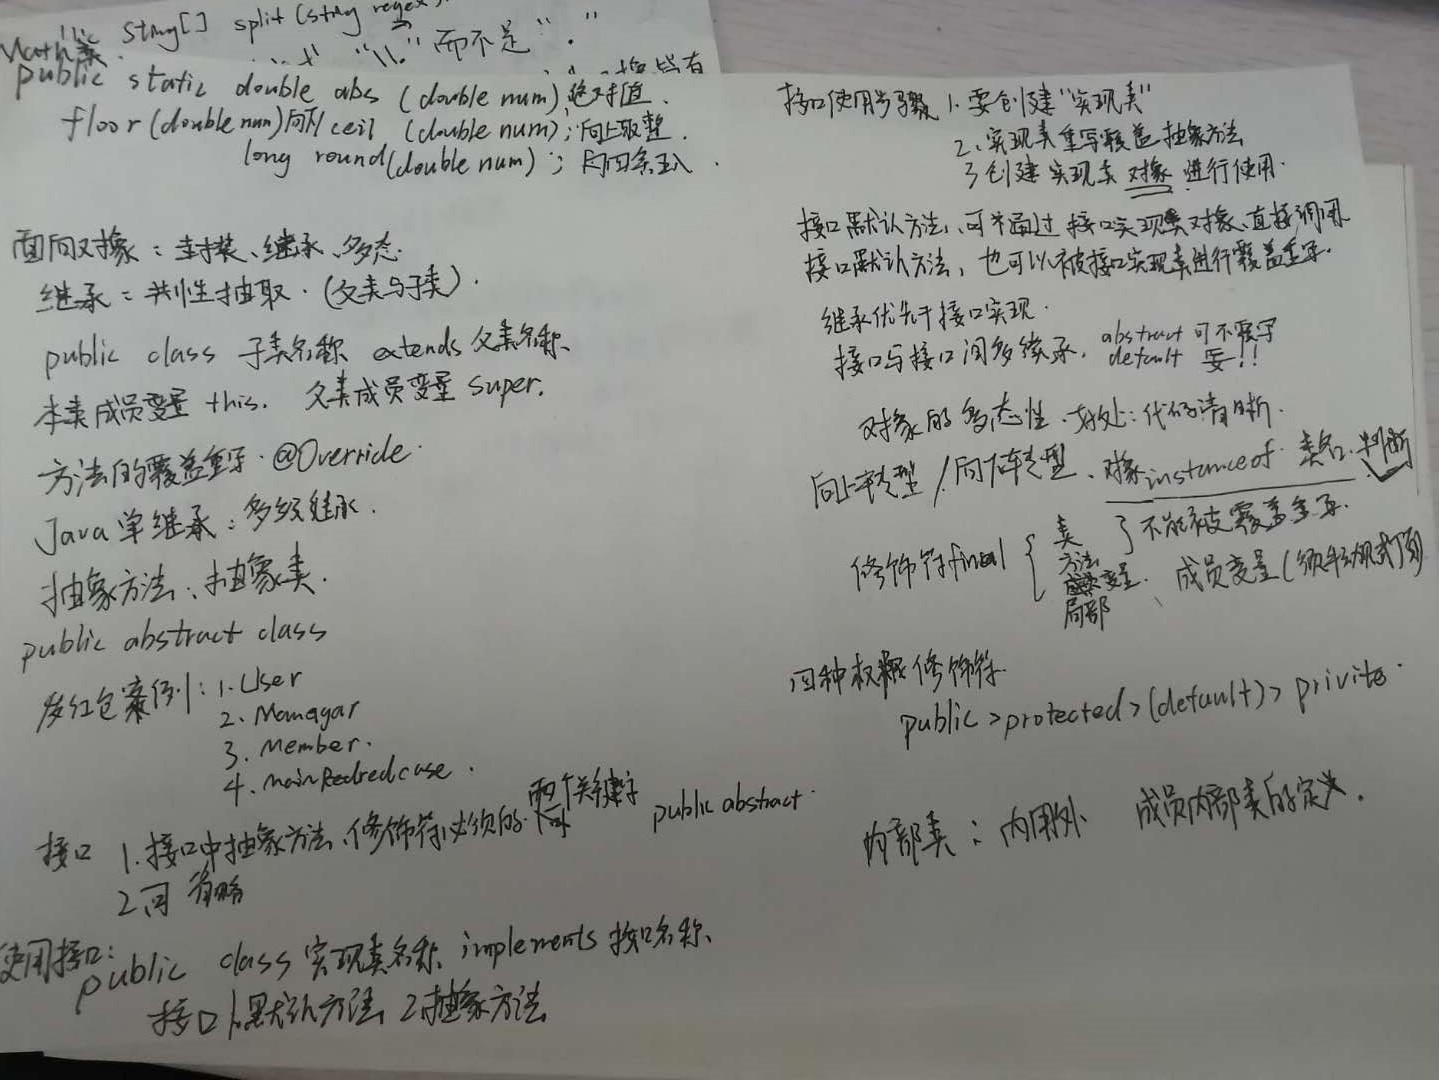 String[] split (string regex)
Math类
"\\." 而不是 "."
public static double abs (double num) 绝对值.
floor (double num) 向下 ceil (double num); 向上取整.
long round(double num); 四舍五入.
面向对象：封装、继承、多态.
继承：共性抽取.（父类与子类）.
public class 子类名称 extends 父类名称、
本类成员变量 this. 父类成员变量 super.
方法的覆盖重写. @Override.
Java 单继承：多级继承.
抽象方法、抽象类.
public abstract class
发红包案例：1. User
2. Managar
3. Member.
4. mainRedredcase.
接口 1. 接口中抽象方法、修饰符必须的 两个关键字 public abstract.
2. 可 省略
使用接口：
public class 实现类名称 implements 接口名称、
接口 1.默认方法 2.抽象方法
接口使用步骤 1. 要创建 "实现类"
2. 实现类重写覆盖抽象方法
3 创建实现类对象 进行使用.
接口默认方法、可以通过接口实现类对象、直接调用.
接口默认方法, 也可以被接口实现类进行覆盖重写.
继承优先于接口实现.
接口与接口间多继承. abstract 可不覆写
default 要!!
对象的多态性. 好处：代码清晰.
向上转型 / 向下转型、对象 instanceof 类名. 判断
修饰符final { 类
方法 } 不能被覆盖重写.
成员变量、成员变量 (
局部
四种权限修饰符.
public > protected > (default) > privite.
内部类：内用外 成员内部类的定义.